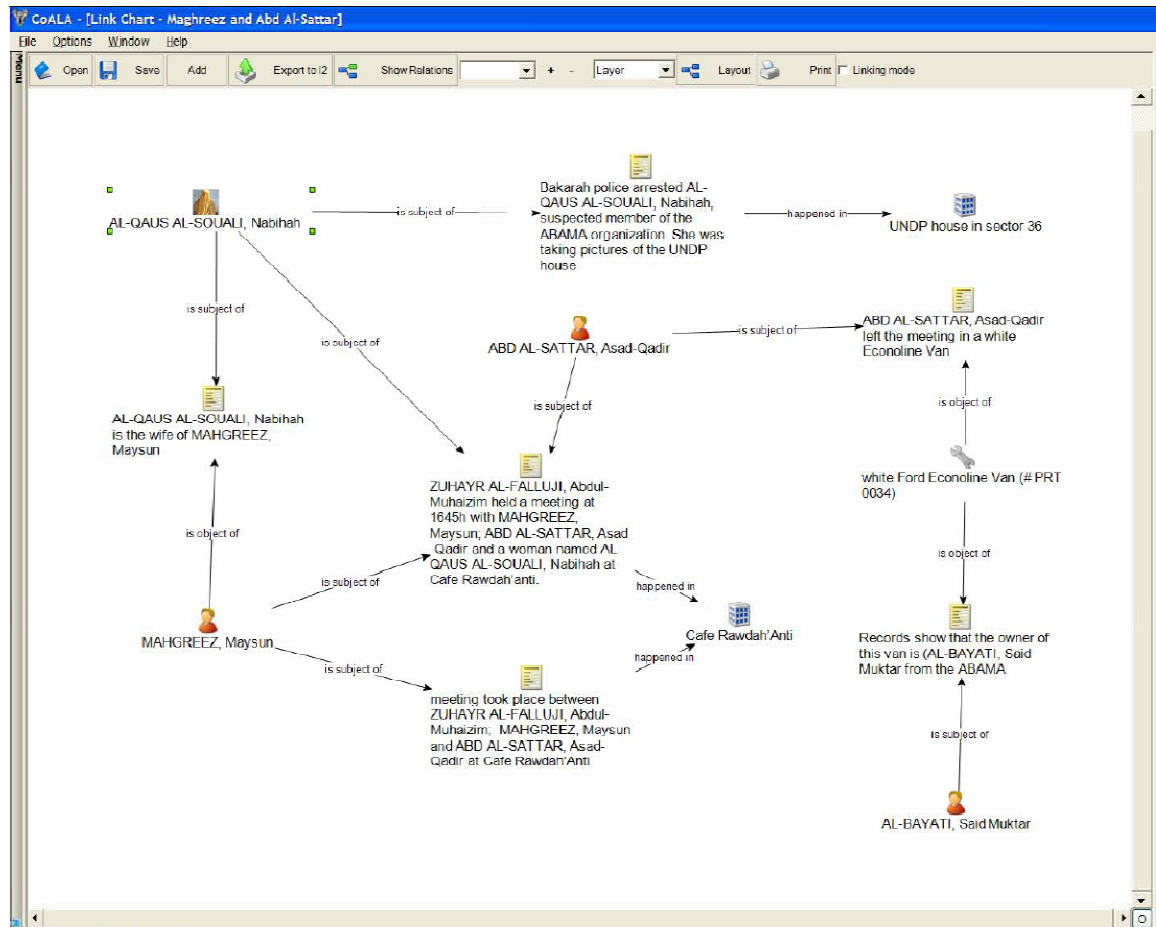 CoALA - [Link Chart - Maghreez and Abd Al-Sattar]
File Options Window Help
Menu
Open Save Add Export to I2 Show Relations + - Layer Layout Print Linking mode
AL-QAUS AL-SOUALI, Nabihah
is subject of
Bakarah police arrested AL-
QAUS AL-SOUALI, Nabihah,
suspected member of the
ABAMA organization. She was
taking pictures of the UNDP
house
happened in
UNDP house in sector 36
is subject of
is subject of
ABD AL-SATTAR, Asad-Qadir
is subject of
ABD AL-SATTAR, Asad-Qadir
left the meeting in a white
Econoline Van
is subject of
is object of
AL-QAUS AL-SOUALI, Nabihah
is the wife of MAHGREEZ,
Maysun
white Ford Econoline Van (# PRT
0034)
ZUHAYR AL-FALLUJI, Abdul-
Muhaizim held a meeting at
1645h with MAHGREEZ,
Maysun; ABD AL-SATTAR, Asad
Qadir and a woman named AL
QAUS AL-SOUALI, Nabihah at
Cafe Rawdah'anti.
is object of
is object of
is subject of
happened in
MAHGREEZ, Maysun
Cafe Rawdah'Anti
Records show that the owner of
this van is (AL-BAYATI, Said
Muktar from the ABAMA
is subject of
happened in
meeting took place between
ZUHAYR AL-FALLUJI, Abdul-
Muhaizim; MAHGREEZ, Maysun
and ABD AL-SATTAR, Asad-
Qadir at Cafe Rawdah'Anti
is subject of
AL-BAYATI, Said Muktar